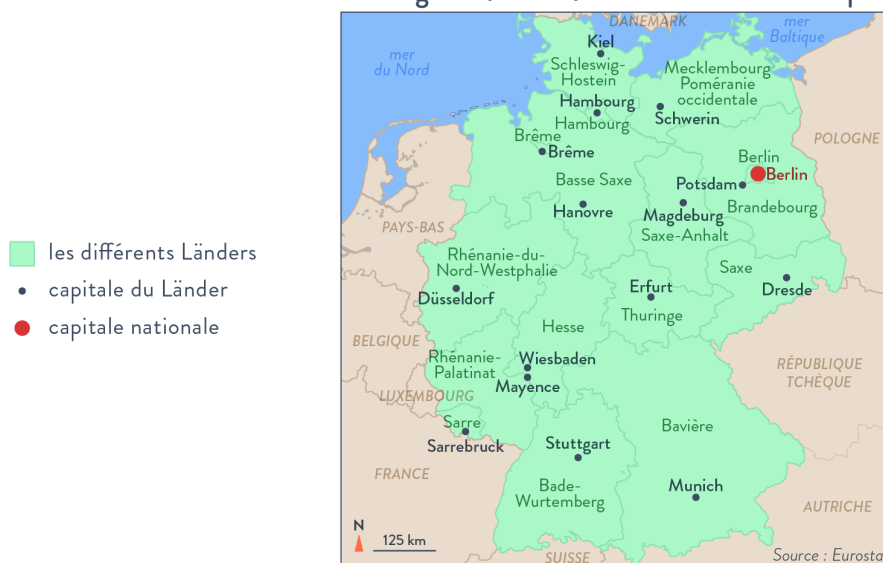 DANEMARK
mer
Baltique
mer
du Nord
Kiel
Schleswig-
Hostein
Mecklembourg
Poméranie
occidentale
Hambourg
Hambourg
Schwerin
Brême
Brême
POLOGNE
Berlin
Berlin
Potsdam
Basse Saxe
Hanovre
Magdeburg
Brandebourg
Saxe-Anhalt
PAYS-BAS
les différents Länders
capitale du Länder
capitale nationale
Rhénanie-du-
Nord-Westphalie
Düsseldorf
Saxe
Dresde
Erfurt
Thuringe
Hesse
BELGIQUE
Rhénanie-
Palatinat
Wiesbaden
Mayence
RÉPUBLIQUE
TCHÈQUE
LUXEMBOURG
Sarre
Sarrebruck
Bavière
Stuttgart
FRANCE
Bade-
Wurtemberg
Munich
AUTRICHE
N
125 km
SUISSE
Source : Eurosta